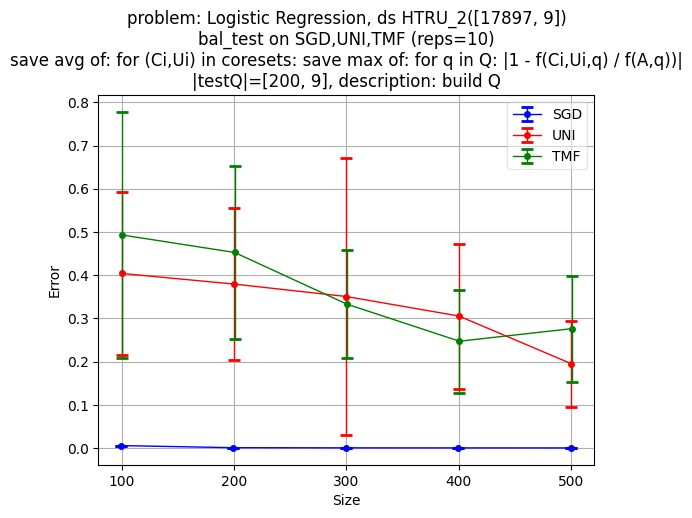 problem: Logistic Regression, ds HTRU_2([17897, 9])
bal_test on SGD,UNI,TMF (reps=10)
save avg of: for (Ci,Ui) in coresets: save max of: for q in Q: |1 - f(Ci,Ui,q) / f(A,q))|
|testQ|=[200, 9], description: build Q
SGD
UNI
TMF
Error
0.8
0.7
0.6
0.5
0.4
0.3
0.2
0.1
0.0
100
200
300
400
500
Size